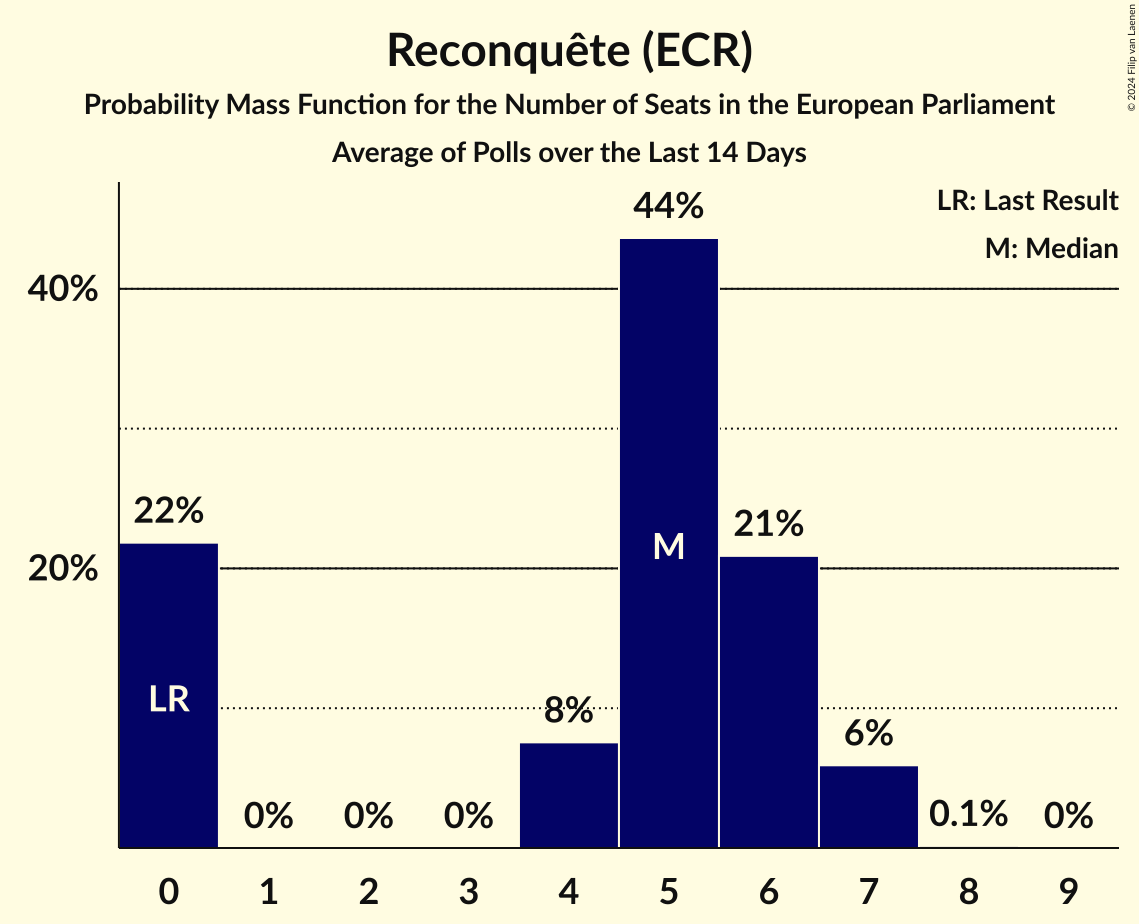 Reconquête (ECR)
Probability Mass Function for the Number of Seats in the European Parliament
Average of Polls over the Last 14 Days
© 2024 Filip van Laenen
LR: Last Result
M: Median
44%
40%
22%
21%
20%
M
LR
8%
6%
0%
0%
0%
0.1%
0%
0 1 2 3 4 5 6 7 8 9